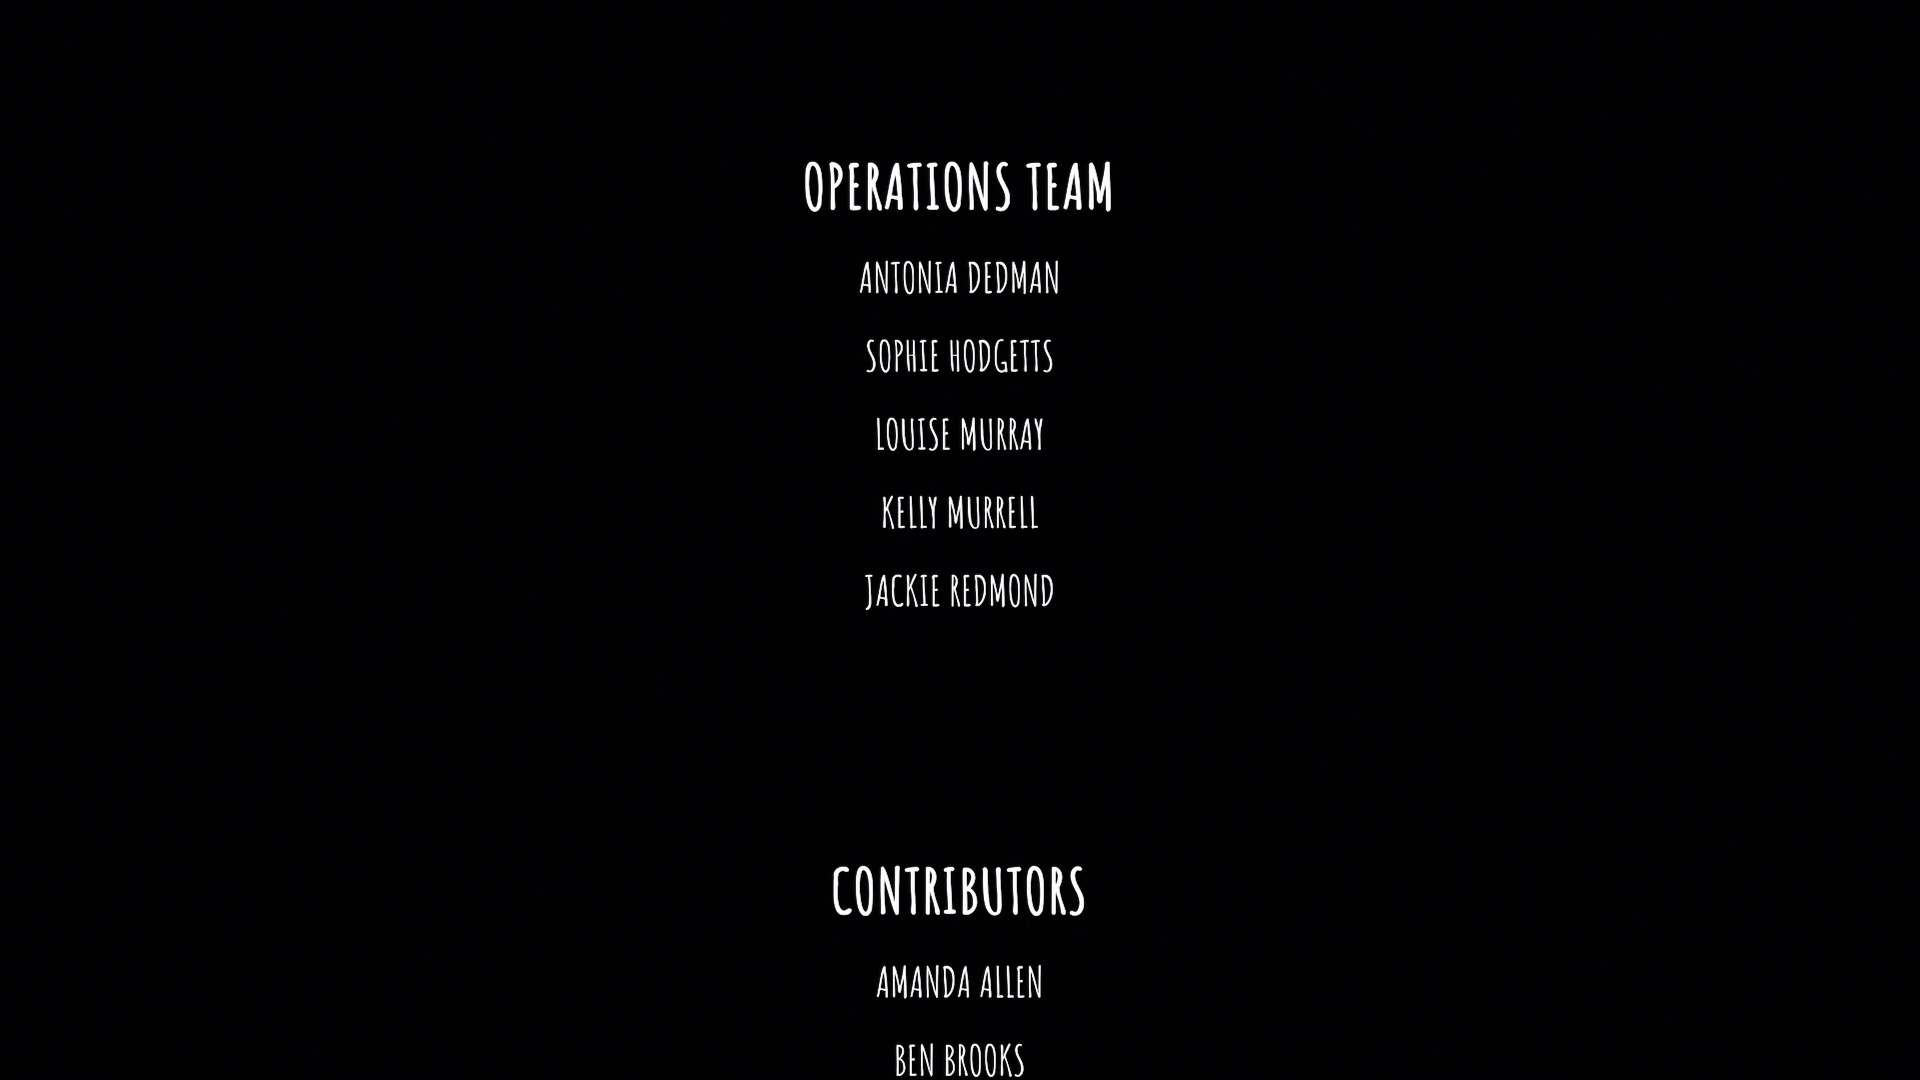 OPERATIONS TEAM
ANTONIA DEDMAN
SOPHIE HODGETTS
LOUISE MURRAY
KELLY MURRELL
JACKIE REDMOND
CONTRIBUTORS
AMANDA ALLEN
BEN BROOKS